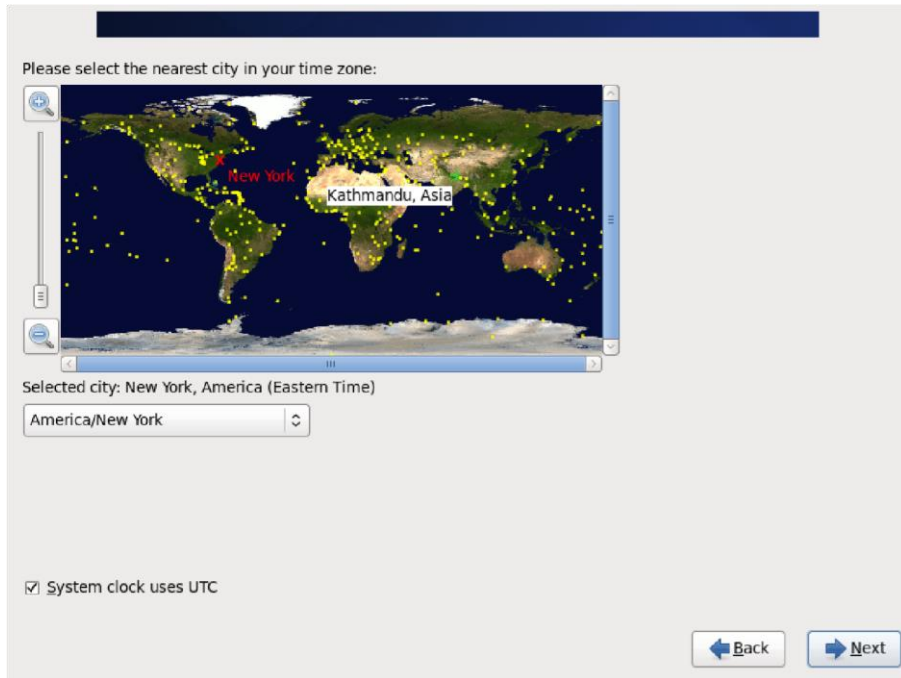 Please select the nearest city in your time zone:
New York
Kathmandu, Asia
Selected city: New York, America (Eastern Time)
America/New York
System clock uses UTC
Back
Next